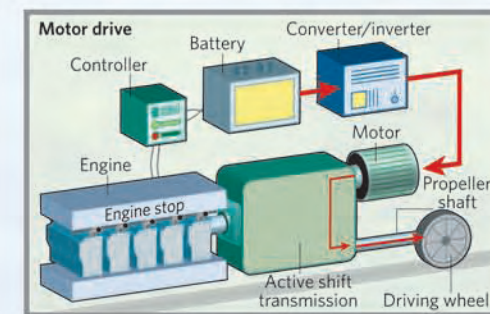 Motor drive
Battery
Converter/inverter
Controller
Motor
Engine
Propeller
shaft
Engine stop
Active shift
transmission
Driving wheel